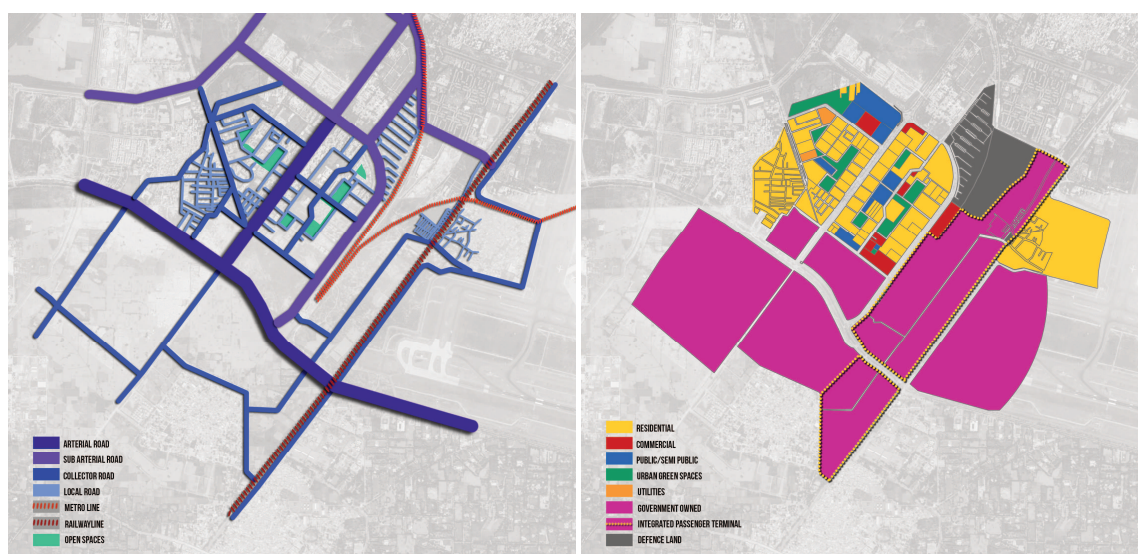 ARTERIAL ROAD
SUB ARTERIAL ROAD
COLLECTOR ROAD
LOCAL ROAD
METRO LINE
RAILWAYLINE
OPEN SPACES
RESIDENTIAL
COMMERCIAL
PUBLIC/SEMI PUBLIC
URBAN GREEN SPACES
UTILITIES
GOVERNMENT OWNED
INTEGRATED PASSENGER TERMINAL
DEFENCE LAND